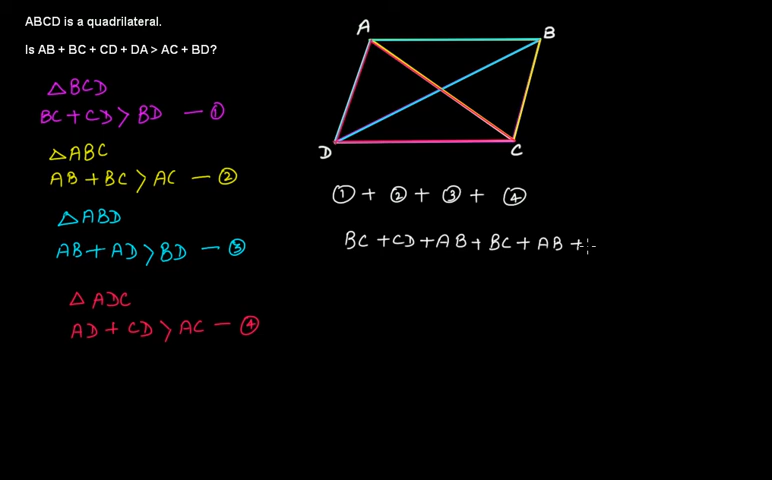 ABCD is a quadrilateral.
Is AB + BC + CD + DA > AC + BD?
△BCD
BC + CD > BD — ①
△ABC
AB + BC > AC — ②
△ABD
AB + AD > BD — ③
△ADC
AD + CD > AC — ④
A
B
D
C
① + ② + ③ + ④
BC + CD + AB + BC + AB +